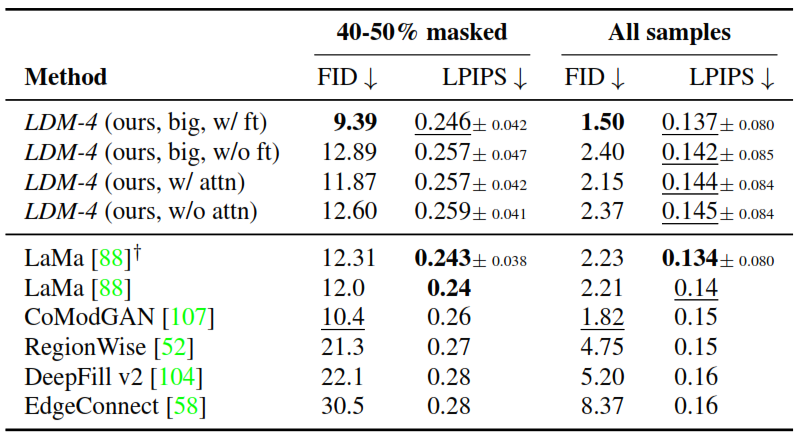 40-50% masked All samples
Method FID ↓ LPIPS ↓ FID ↓ LPIPS ↓
LDM-4 (ours, big, w/ ft) 9.39 0.246± 0.042 1.50 0.137± 0.080
LDM-4 (ours, big, w/o ft) 12.89 0.257± 0.047 2.40 0.142± 0.085
LDM-4 (ours, w/ attn) 11.87 0.257± 0.042 2.15 0.144± 0.084
LDM-4 (ours, w/o attn) 12.60 0.259± 0.041 2.37 0.145± 0.084
LaMa [88]† 12.31 0.243± 0.038 2.23 0.134± 0.080
LaMa [88] 12.0 0.24 2.21 0.14
CoModGAN [107] 10.4 0.26 1.82 0.15
RegionWise [52] 21.3 0.27 4.75 0.15
DeepFill v2 [104] 22.1 0.28 5.20 0.16
EdgeConnect [58] 30.5 0.28 8.37 0.16